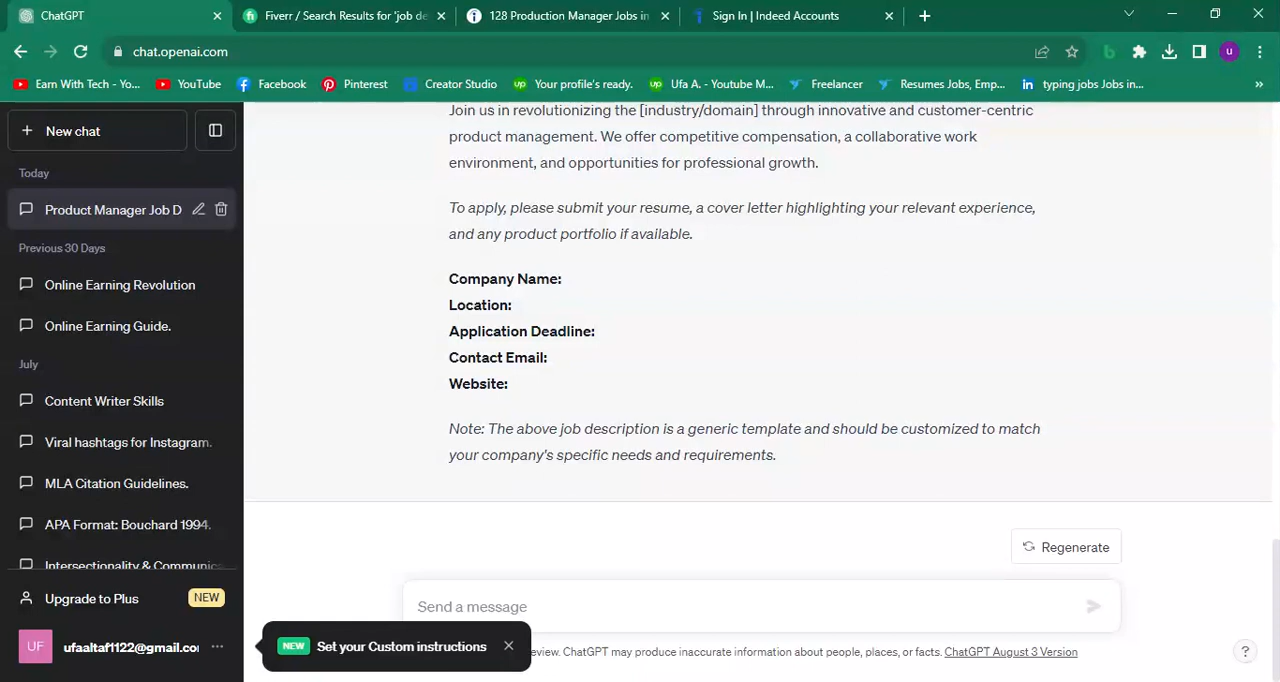 ChatGPT
Fiverr / Search Results for 'job de
128 Production Manager Jobs in
Sign In | Indeed Accounts
chat.openai.com
u
Earn With Tech - Yo...
YouTube
Facebook
Pinterest
Creator Studio
Your profile's ready.
Ufa A. - Youtube M...
Freelancer
Resumes Jobs, Emp...
typing jobs Jobs in...
New chat
Today
Product Manager Job D
Previous 30 Days
Online Earning Revolution
Online Earning Guide.
July
Content Writer Skills
Viral hashtags for Instagram.
MLA Citation Guidelines.
APA Format: Bouchard 1994.
Intersectionality & Communic
Upgrade to Plus
NEW
UF
ufaaltaf1122@gmail.co
Join us in revolutionizing the [industry/domain] through innovative and customer-centric
product management. We offer competitive compensation, a collaborative work
environment, and opportunities for professional growth.
To apply, please submit your resume, a cover letter highlighting your relevant experience,
and any product portfolio if available.
Company Name:
Location:
Application Deadline:
Contact Email:
Website:
Note: The above job description is a generic template and should be customized to match
your company's specific needs and requirements.
Regenerate
Send a message
NEW Set your Custom instructions
eview. ChatGPT may produce inaccurate information about people, places, or facts. ChatGPT August 3 Version
?